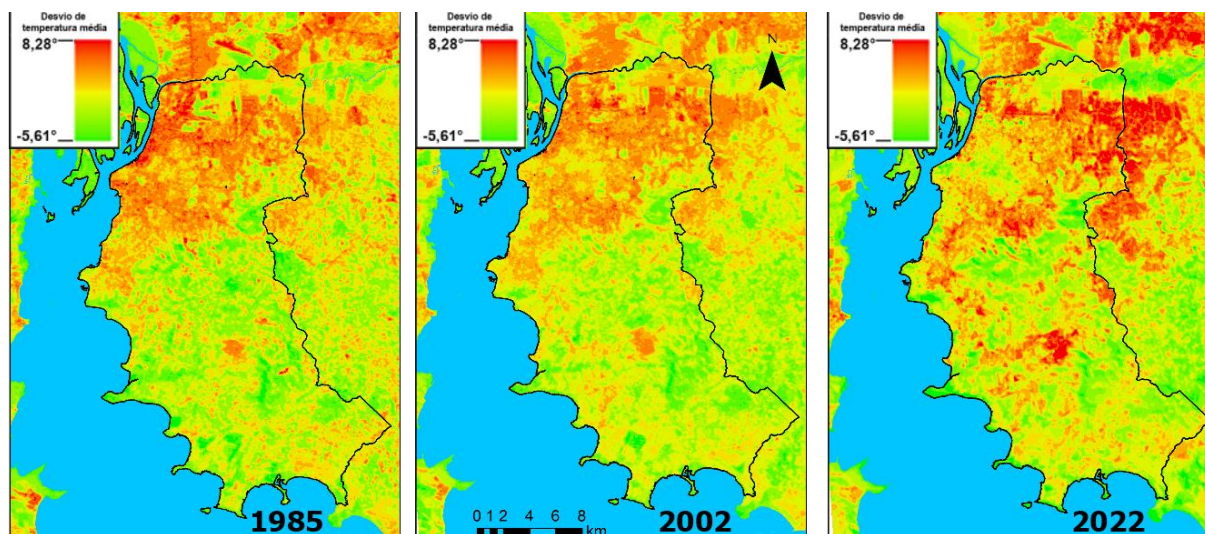 Desvio de
temperatura média
8,28°
-5,61°
1985
Desvio de
temperatura média
8,28°
-5,61°
N
0 1 2 4 6 8
km
2002
Desvio de
temperatura média
8,28°
-5,61°
2022